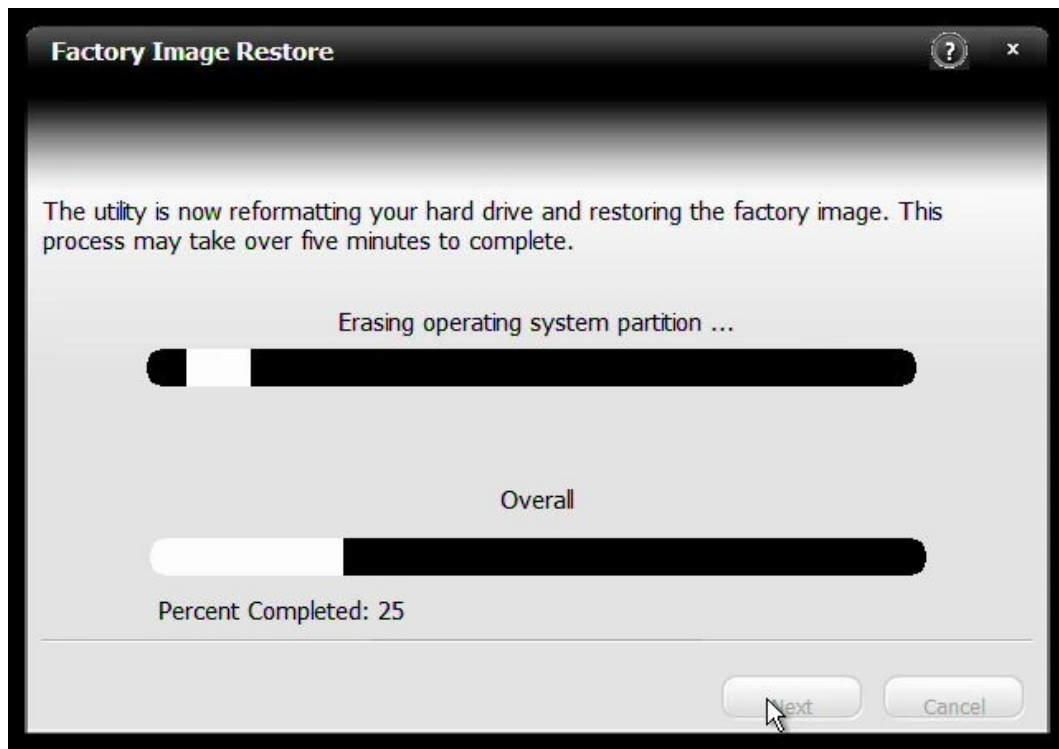 Factory Image Restore
?
x
The utility is now reformatting your hard drive and restoring the factory image. This
process may take over five minutes to complete.
Erasing operating system partition ...
Overall
Percent Completed: 25
Next
Cancel